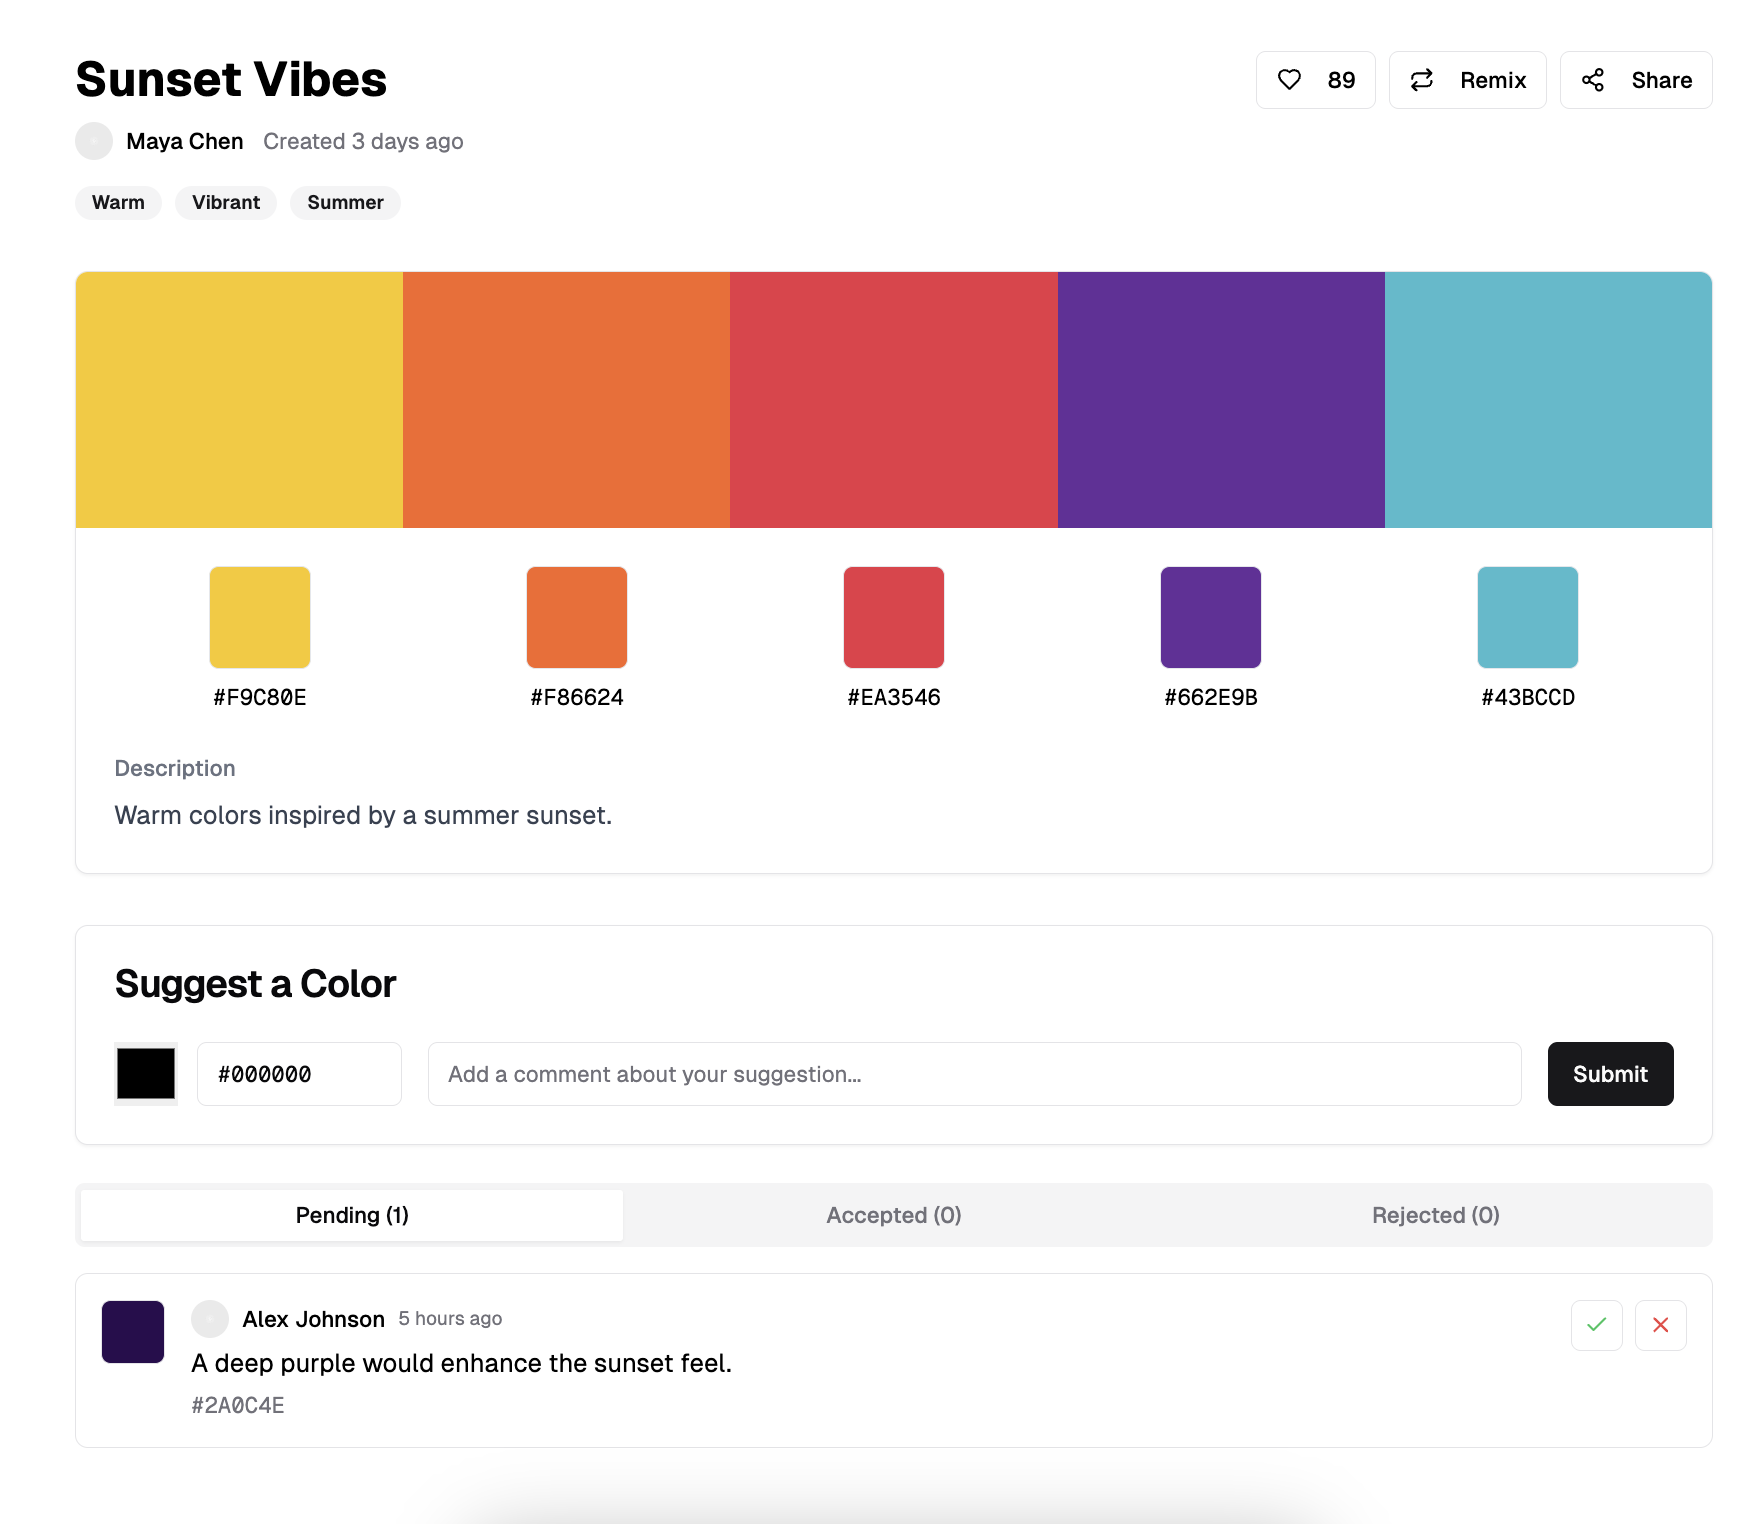 Sunset Vibes
89
Remix
Share
Maya Chen
Created 3 days ago
Warm
Vibrant
Summer
#F9C80E
#F86624
#EA3546
#662E9B
#43BCCD
Description
Warm colors inspired by a summer sunset.
Suggest a Color
#000000
Add a comment about your suggestion...
Submit
Pending (1)
Accepted (0)
Rejected (0)
Alex Johnson
5 hours ago
A deep purple would enhance the sunset feel.
#2A0C4E